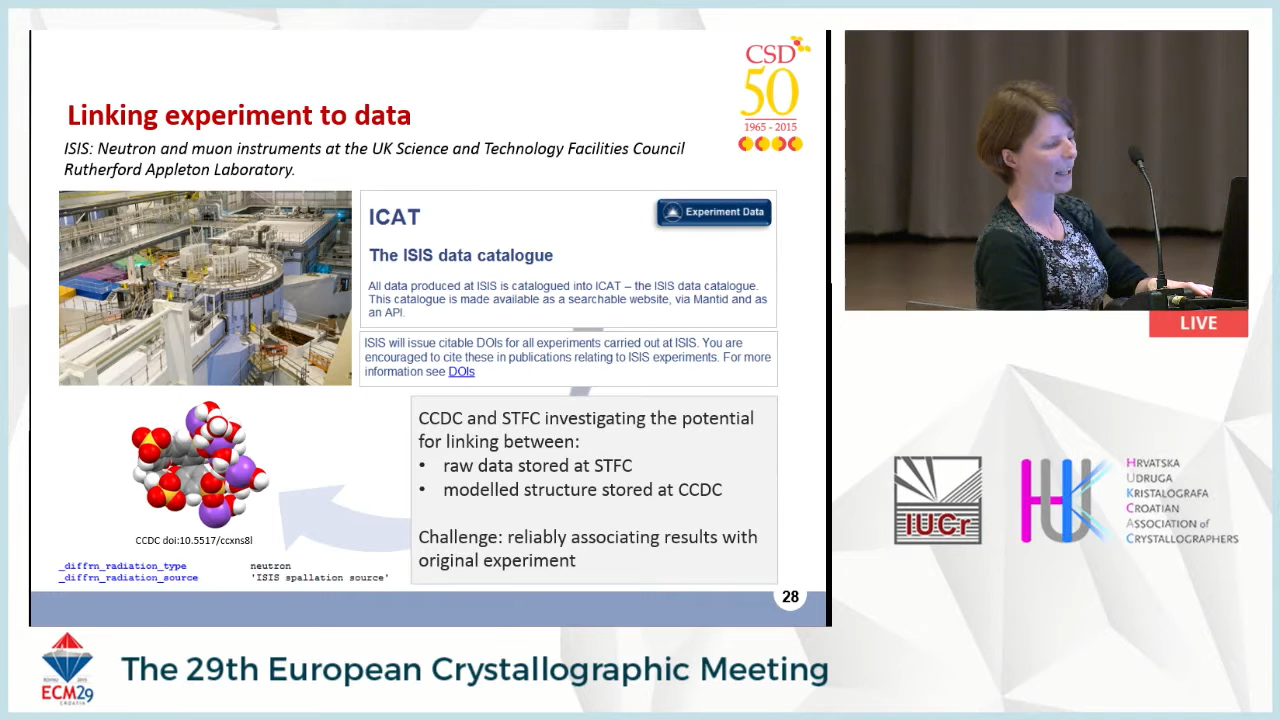 CSD
50
1965 - 2015
Linking experiment to data
ISIS: Neutron and muon instruments at the UK Science and Technology Facilities Council
Rutherford Appleton Laboratory.
ICAT
Experiment Data
The ISIS data catalogue
All data produced at ISIS is catalogued into ICAT – the ISIS data catalogue.
This catalogue is made available as a searchable website, via Mantid and as
an API.
ISIS will issue citable DOIs for all experiments carried out at ISIS. You are
encouraged to cite these in publications relating to ISIS experiments. For more
information see DOIs
CCDC and STFC investigating the potential
for linking between:
• raw data stored at STFC
• modelled structure stored at CCDC
Challenge: reliably associating results with
original experiment
CCDC doi:10.5517/ccxns8l
_diffrn_radiation_type neutron
_diffrn_radiation_source 'ISIS spallation source'
28
LIVE
IUCr
HRVATSKA
UDRUGA
KRISTALOGRAFA
CROATIAN
ASSOCIATION of
CRYSTALLOGRAPHERS
ECM29
CROATIA
The 29th European Crystallographic Meeting